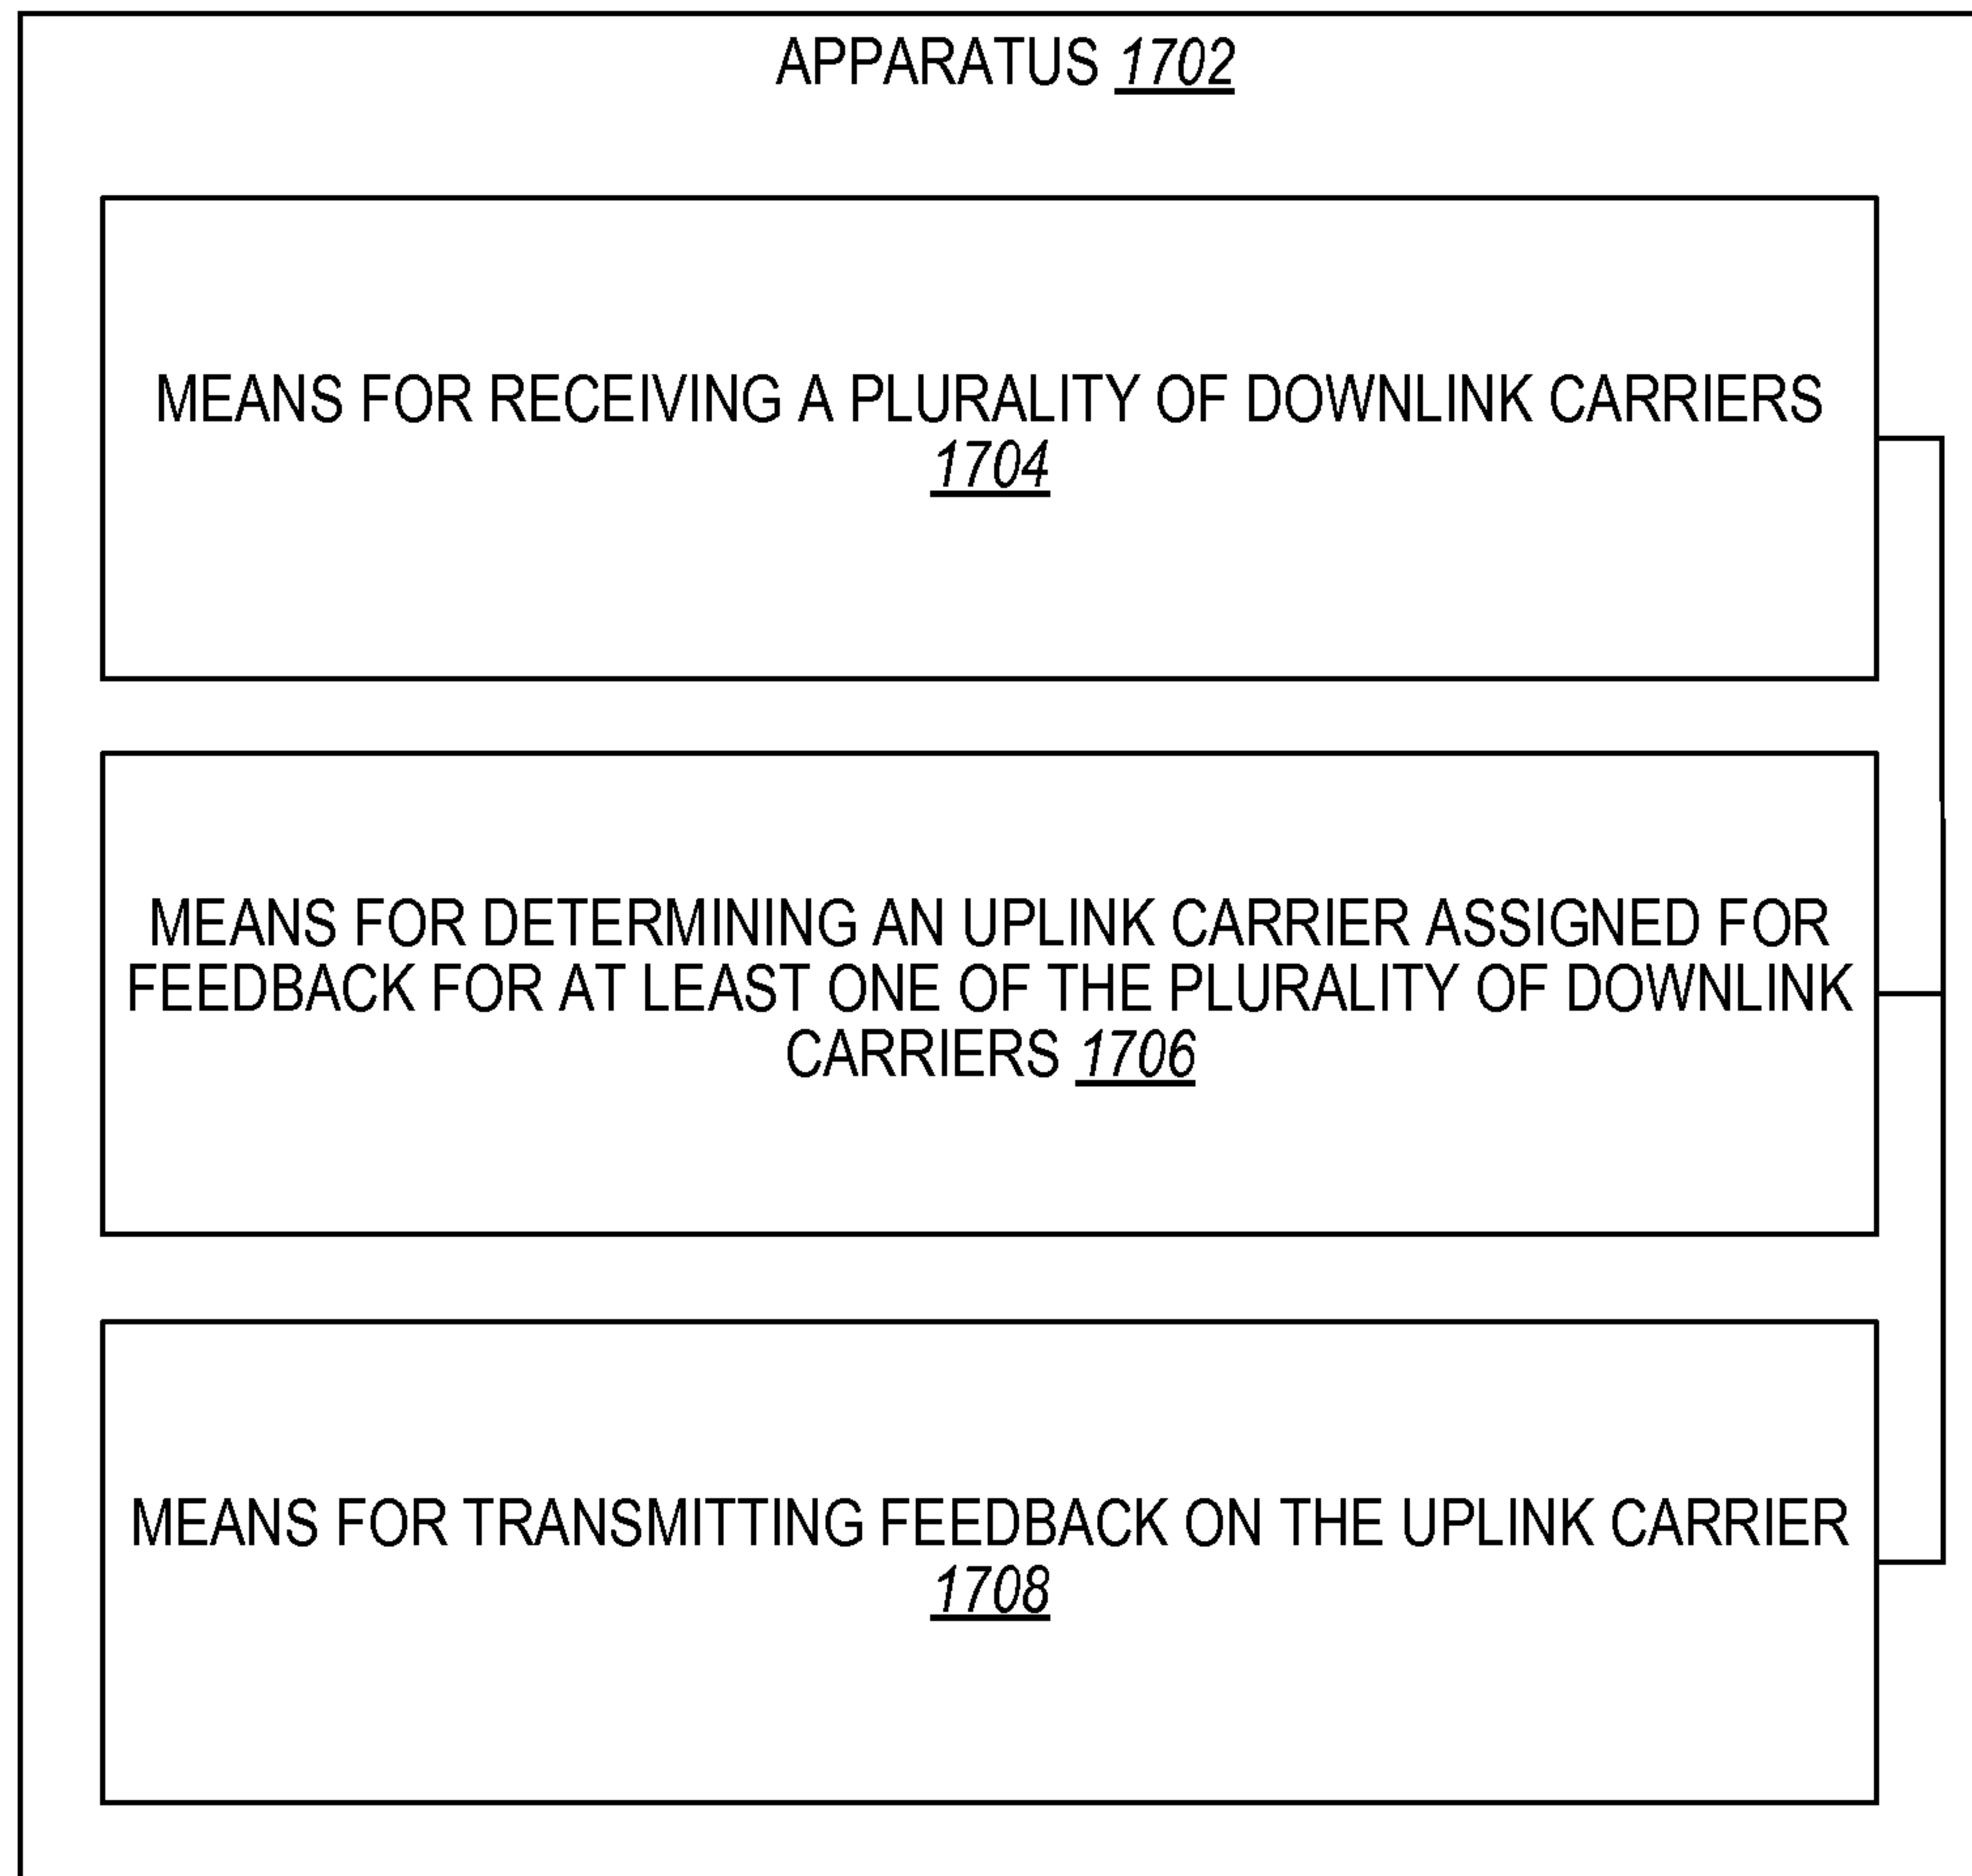 APPARATUS 1702
MEANS FOR RECEIVING A PLURALITY OF DOWNLINK CARRIERS
1704
MEANS FOR DETERMINING AN UPLINK CARRIER ASSIGNED FOR
FEEDBACK FOR AT LEAST ONE OF THE PLURALITY OF DOWNLINK
CARRIERS 1706
MEANS FOR TRANSMITTING FEEDBACK ON THE UPLINK CARRIER
1708